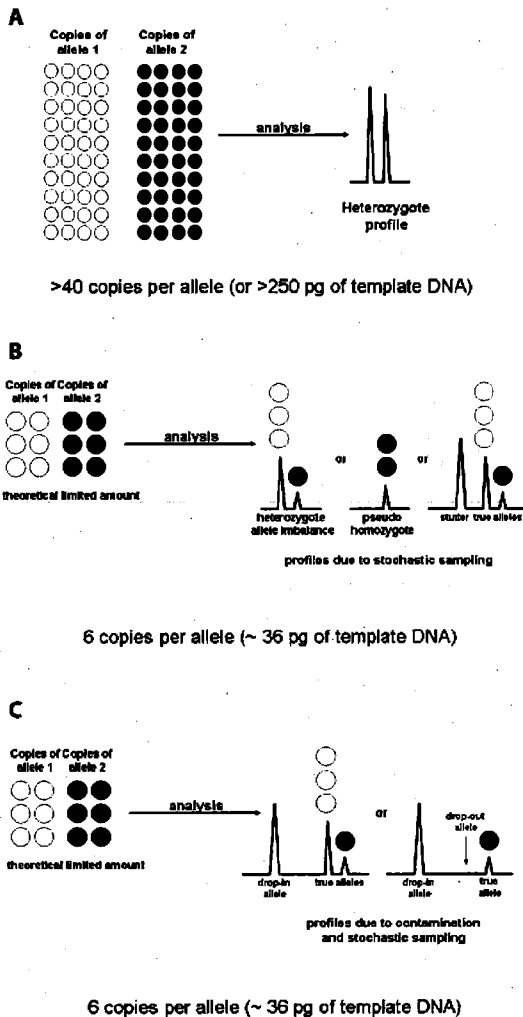 A
Copies of
allele 1
Copies of
allele 2
analysis
Heterozygote
profile
>40 copies per allele (or >250 pg of template DNA)
B
Copies of
allele 1
Copies of
allele 2
analysis
or
or
theoretical limited amount
heterozygote
allele imbalance
pseudo
homozygote
stutter
true alleles
profiles due to stochastic sampling
6 copies per allele (~ 36 pg of template DNA)
C
Copies of
allele 1
Copies of
allele 2
analysis
or
drop-out
allele
theoretical limited amount
drop-in
allele
true alleles
drop-in
allele
true
allele
profiles due to contamination
and stochastic sampling
6 copies per allele (~ 36 pg of template DNA)